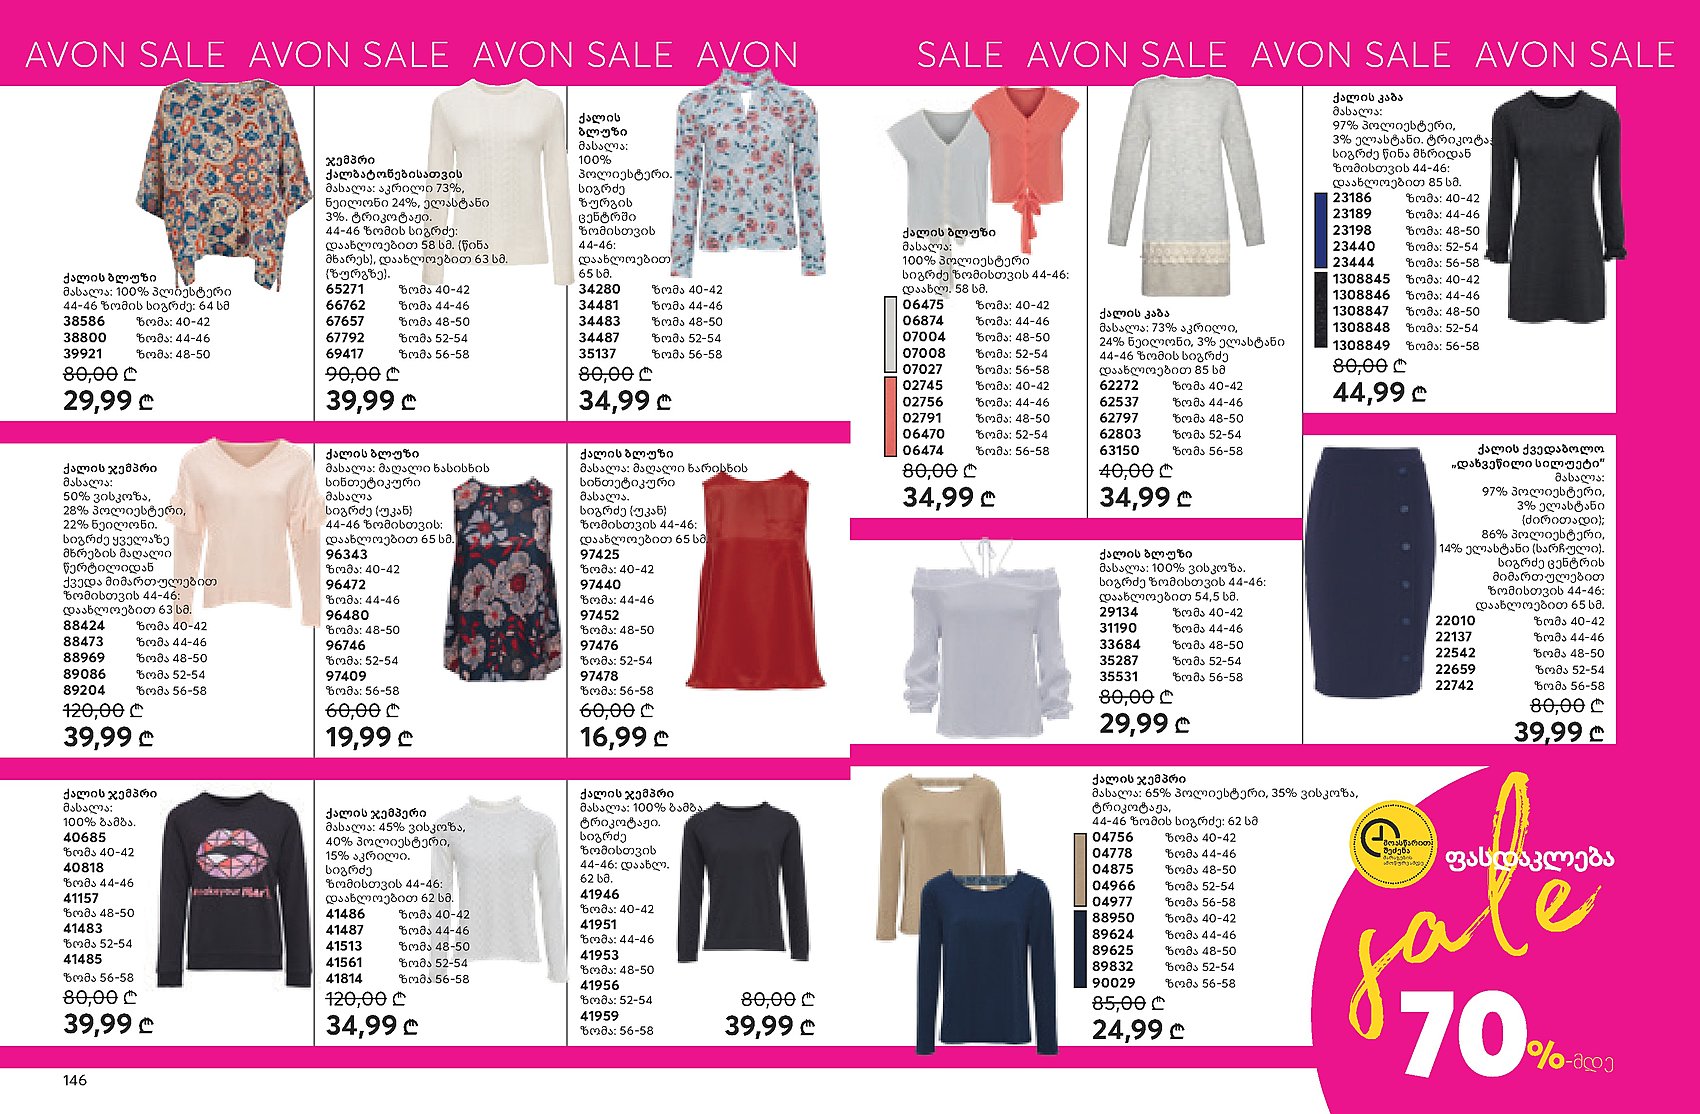 AVON SALE AVON SALE AVON SALE AVON
SALE AVON SALE AVON SALE AVON SALE
ქალის ბლუზი
მასალა: 100% პლიესტერი
44-46 ზომის სიგრძე: 64 სმ
38586 ზომა: 40-42
38800 ზომა: 44-46
39921 ზომა: 48-50
80,00 ₾
29,99 ₾
ჯემპრი
ქალბატონებისათვის
მასალა: აკრილი 73%,
ნეილონი 24%, ელასტანი
3%. ტრიკოტაჟი.
44-46 ზომის სიგრძე:
დაახლოებით 58 სმ. (წინა
მხარეს), დაახლოებით 63 სმ.
(ზურგზე).
65271 ზომა 40-42
66762 ზომა 44-46
67657 ზომა 48-50
67792 ზომა 52-54
69417 ზომა 56-58
90,00 ₾
39,99 ₾
ქალის
ბლუზი
მასალა:
100%
პოლიესტერი.
სიგრძე
ზურგის
ცენტრში
ზომისთვის
44-46:
დაახლოებით
65 სმ.
34280 ზომა 40-42
34481 ზომა 44-46
34483 ზომა 48-50
34487 ზომა 52-54
35137 ზომა 56-58
80,00 ₾
34,99 ₾
ქალის ჯემპრი
მასალა:
50% ვისკოზა,
28% პოლიესტერი,
22% ნეილონი.
სიგრძე ყველაზე
მხრების მაღალი
წერტილიდან
ქვედა მიმართულებით
ზომისთვის 44-46:
დაახლოებით 63 სმ.
88424 ზომა 40-42
88473 ზომა 44-46
88969 ზომა 48-50
89086 ზომა 52-54
89204 ზომა 56-58
120,00 ₾
39,99 ₾
ქალის ბლუზი
მასალა: მაღალი ხასისხის
სინთეტიკური
მასალა
სიგრძე (უკან)
44-46 ზომისთვის:
დაახლოებით 65 სმ.
96343
ზომა: 40-42
96472
ზომა: 44-46
96480
ზომა: 48-50
96746
ზომა: 52-54
97409
ზომა: 56-58
60,00 ₾
19,99 ₾
ქალის ბლუზი
მასალა: მაღალი ხარისხის
სინთეტიკური
მასალა.
სიგრძე (უკან)
ზომისთვის 44-46:
დაახლოებით 65 სმ.
97425
ზომა: 40-42
97440
ზომა: 44-46
97452
ზომა: 48-50
97476
ზომა: 52-54
97478
ზომა: 56-58
60,00 ₾
16,99 ₾
ქალის ჯემპრი
მასალა:
100% ბამბა.
40685
ზომა 40-42
40818
ზომა 44-46
41157
ზომა 48-50
41483
ზომა 52-54
41485
ზომა 56-58
80,00 ₾
39,99 ₾
ქალის ჯემპერი
მასალა: 45% ვისკოზა,
40% პოლიესტერი,
15% აკრილი.
სიგრძე
ზომისთვის 44-46:
დაახლოებით 62 სმ.
41486 ზომა 40-42
41487 ზომა 44-46
41513 ზომა 48-50
41561 ზომა 52-54
41814 ზომა 56-58
120,00 ₾
34,99 ₾
ქალის ჯემპრი
მასალა: 100% ბამბა
ტრიკოტაჟი.
სიგრძე
ზომისთვის
44-46: დაახლ.
62 სმ.
41946
ზომა: 40-42
41951
ზომა: 44-46
41953
ზომა: 48-50
41956
ზომა: 52-54
41959
ზომა: 56-58
80,00 ₾
39,99 ₾
146
ქალის ბლუზი
მასალა:
100% პოლიესტერი
სიგრძე ზომისთვის 44-46:
დაახლ. 58 სმ.
06475 ზომა: 40-42
06874 ზომა: 44-46
07004 ზომა: 48-50
07008 ზომა: 52-54
07027 ზომა: 56-58
02745 ზომა: 40-42
02756 ზომა: 44-46
02791 ზომა: 48-50
06470 ზომა: 52-54
06474 ზომა: 56-58
80,00 ₾
34,99 ₾
ქალის კაბა
მასალა: 73% აკრილი,
24% ნეილონი, 3% ელასტანი
44-46 ზომის სიგრძე
დაახლოებით 85 სმ
62272 ზომა 40-42
62537 ზომა 44-46
62797 ზომა 48-50
62803 ზომა 52-54
63150 ზომა 56-58
40,00 ₾
34,99 ₾
ქალის კაბა
მასალა:
97% პოლიესტერი,
3% ელასტანი. ტრიკოტაჟ
სიგრძე წინა მხრიდან
ზომისთვის 44-46:
დაახლოებით 85 სმ.
23186 ზომა: 40-42
23189 ზომა: 44-46
23198 ზომა: 48-50
23440 ზომა: 52-54
23444 ზომა: 56-58
1308845 ზომა: 40-42
1308846 ზომა: 44-46
1308847 ზომა: 48-50
1308848 ზომა: 52-54
1308849 ზომა: 56-58
80,00 ₾
44,99 ₾
ქალის ბლუზი
მასალა: 100% ვისკოზა.
სიგრძე ზომისთვის 44-46:
დაახლოებით 54,5 სმ.
29134 ზომა 40-42
31190 ზომა 44-46
33684 ზომა 48-50
35287 ზომა 52-54
35531 ზომა 56-58
80,00 ₾
29,99 ₾
ქალის ქვედაბოლო
„დახვეწილი სილუეტი“
მასალა:
97% პოლიესტერი,
3% ელასტანი
(ძირითადი);
86% პოლიესტერი,
14% ელასტანი (სარჩული).
სიგრძე ცენტრის
მიმართულებით
ზომისთვის 44-46:
დაახლოებით 65 სმ.
22010 ზომა 40-42
22137 ზომა 44-46
22542 ზომა 48-50
22659 ზომა 52-54
22742 ზომა 56-58
80,00 ₾
39,99 ₾
ქალის ჯემპრი
მასალა: 65% პოლიესტერი, 35% ვისკოზა,
ტრიკოტაჟა,
44-46 ზომის სიგრძე: 62 სმ
04756 ზომა 40-42
04778 ზომა 44-46
04875 ზომა 48-50
04966 ზომა 52-54
04977 ზომა 56-58
88950 ზომა 40-42
89624 ზომა 44-46
89625 ზომა 48-50
89832 ზომა 52-54
90029 ზომა 56-58
85,00 ₾
24,99 ₾
მოასწარით
შეძენა
ფასდაკლება
sale
70%-მდე